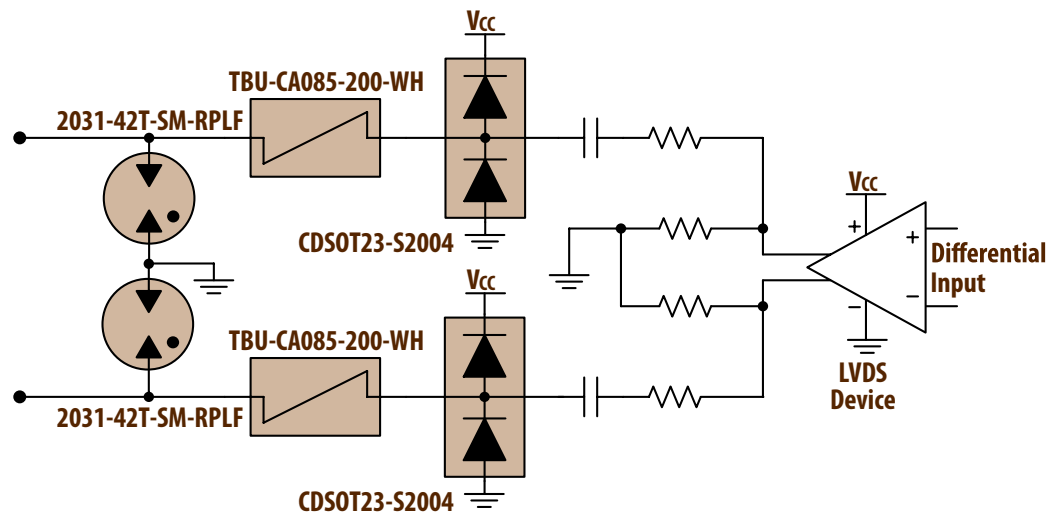 VCC
TBU-CA085-200-WH
2031-42T-SM-RPLF
CDSOT23-S2004
VCC
+
+
Differential
Input
−
−
LVDS
Device
VCC
TBU-CA085-200-WH
2031-42T-SM-RPLF
CDSOT23-S2004